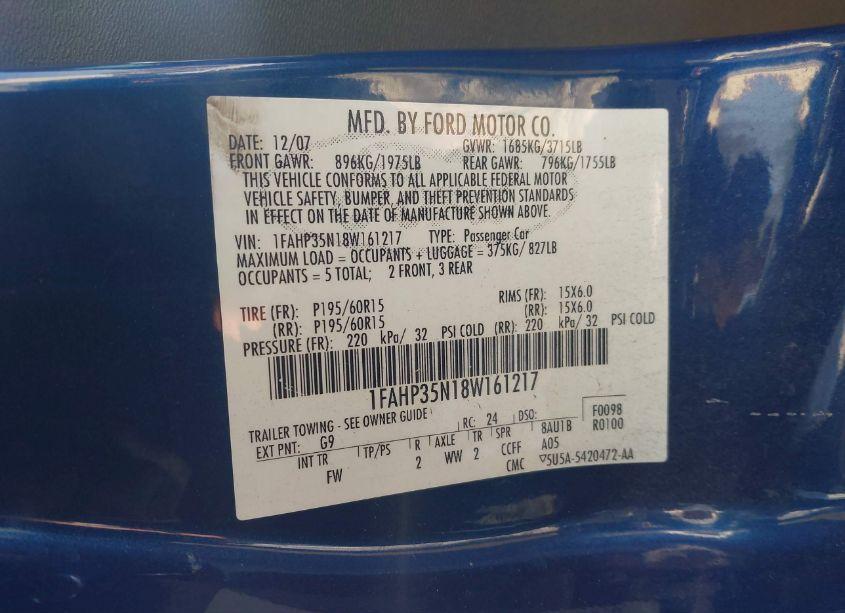 MFD. BY FORD MOTOR CO.
DATE: 12/07 GVWR: 1685KG/3715LB
FRONT GAWR: 896KG/1975LB REAR GAWR: 796KG/1755LB
THIS VEHICLE CONFORMS TO ALL APPLICABLE FEDERAL MOTOR
VEHICLE SAFETY, BUMPER, AND THEFT PREVENTION STANDARDS
IN EFFECT ON THE DATE OF MANUFACTURE SHOWN ABOVE.
VIN: 1FAHP35N18W161217 TYPE: Passenger Car
MAXIMUM LOAD = OCCUPANTS + LUGGAGE = 375KG/ 827LB
OCCUPANTS = 5 TOTAL; 2 FRONT, 3 REAR
TIRE (FR): P195/60R15 RIMS (FR): 15X6.0
(RR): P195/60R15 (RR): 15X6.0
PRESSURE (FR): 220 kPa/ 32 PSI COLD (RR): 220 kPa/ 32 PSI COLD
1FAHP35N18W161217
TRAILER TOWING - SEE OWNER GUIDE RC: 24 DSO: F0098
EXT PNT: G9 R0100
INT TR TP/PS R AXLE TR SPR 8AU1B
FW 2 WW 2 CCFF A05
CMC ▽5U5A-5420472-AA